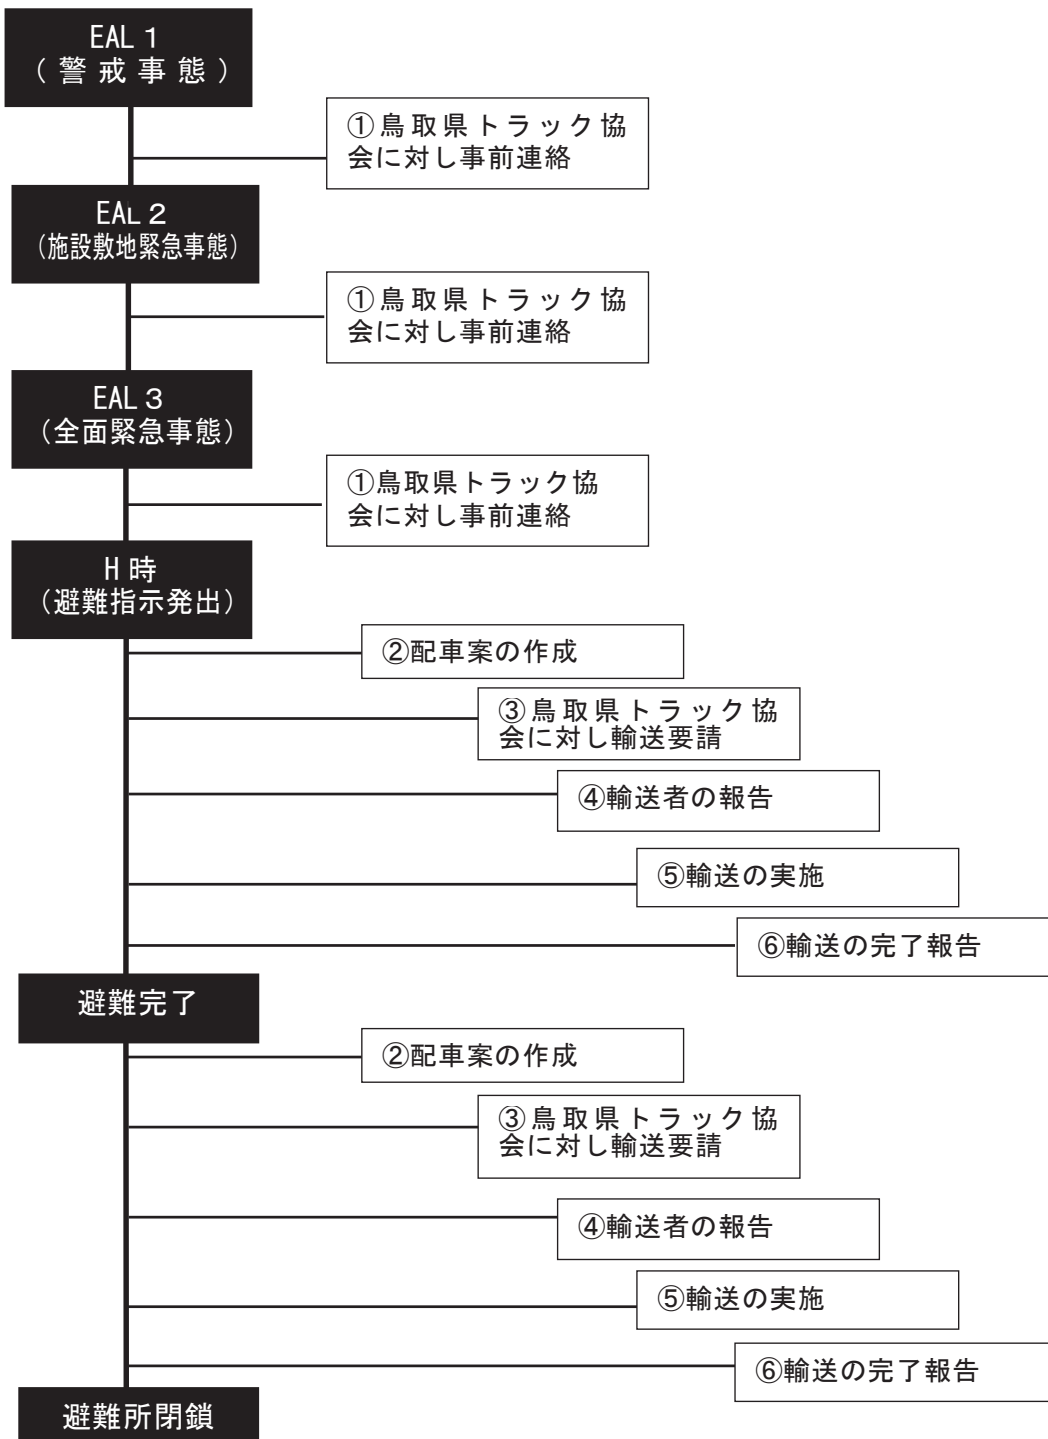 EAL 1
(警戒事態)
①鳥取県トラック協
会に対し事前連絡
EAL 2
(施設敷地緊急事態)
①鳥取県トラック協
会に対し事前連絡
EAL 3
(全面緊急事態)
①鳥取県トラック協
会に対し事前連絡
H時
(避難指示発出)
②配車案の作成
③鳥取県トラック協
会に対し輸送要請
④輸送者の報告
⑤輸送の実施
⑥輸送の完了報告
避難完了
②配車案の作成
③鳥取県トラック協
会に対し輸送要請
④輸送者の報告
⑤輸送の実施
⑥輸送の完了報告
避難所閉鎖